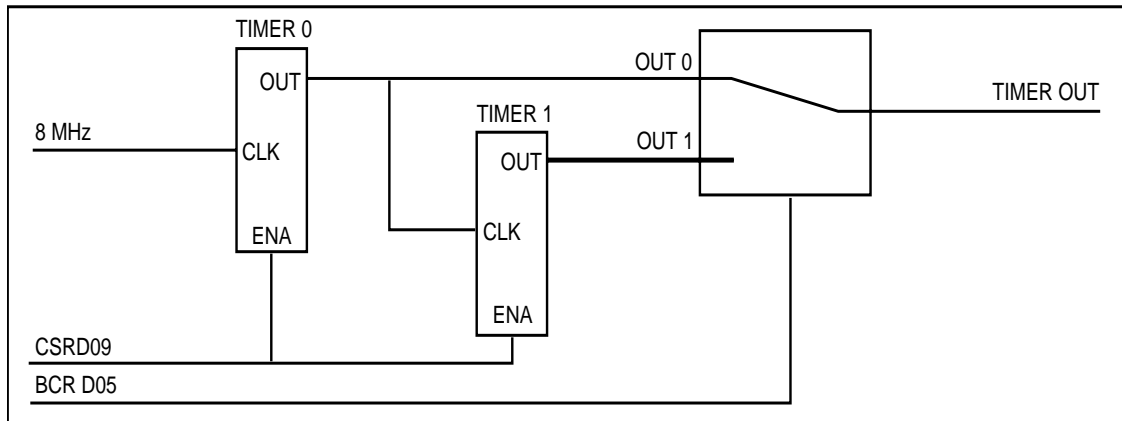 TIMER 0
OUT
OUT 0
TIMER OUT
TIMER 1
8 MHz
CLK
OUT
OUT 1
ENA
CLK
ENA
CSRD09
BCR D05